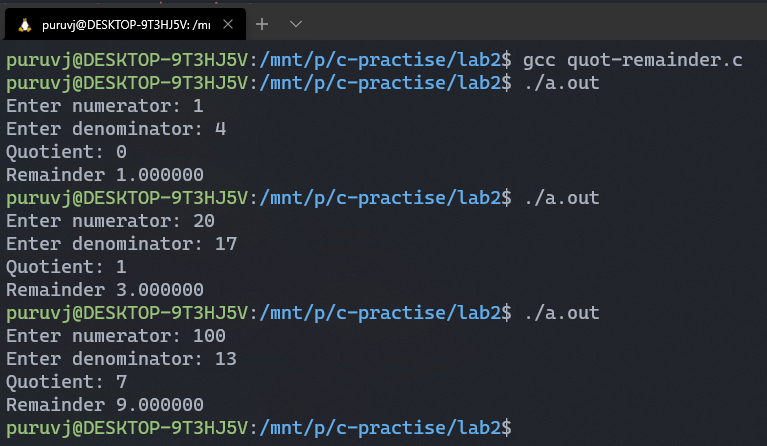 puruvj@DESKTOP-9T3HJ5V: /mi
puruvj@DESKTOP-9T3HJ5V:/mnt/p/c-practise/lab2$ gcc quot-remainder.c
puruvj@DESKTOP-9T3HJ5V:/mnt/p/c-practise/lab2$ ./a.out
Enter numerator: 1
Enter denominator: 4
Quotient: 0
Remainder 1.000000
puruvj@DESKTOP-9T3HJ5V:/mnt/p/c-practise/lab2$ ./a.out
Enter numerator: 20
Enter denominator: 17
Quotient: 1
Remainder 3.000000
puruvj@DESKTOP-9T3HJ5V:/mnt/p/c-practise/lab2$ ./a.out
Enter numerator: 100
Enter denominator: 13
Quotient: 7
Remainder 9.000000
puruvj@DESKTOP-9T3HJ5V:/mnt/p/c-practise/lab2$